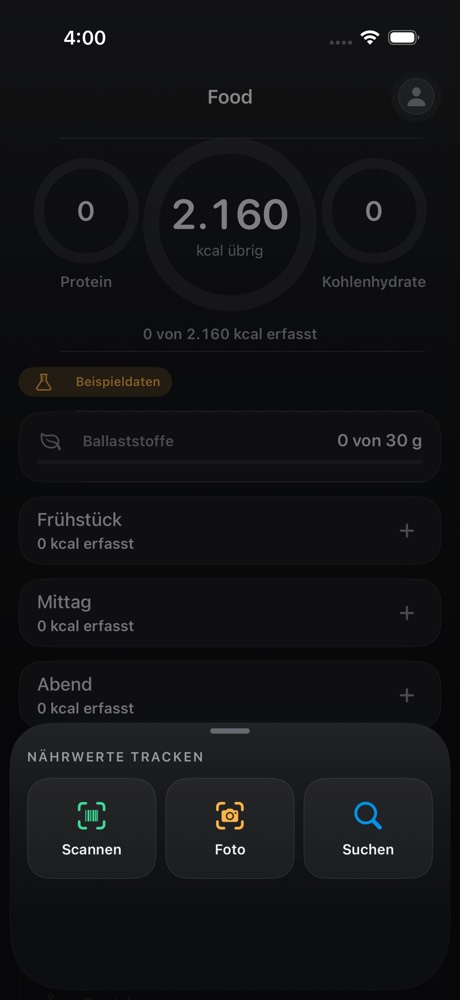 4:00
Food
0
2.160
kcal übrig
0
Protein
Kohlenhydrate
0 von 2.160 kcal erfasst
Beispieldaten
Ballaststoffe
0 von 30 g
Frühstück
0 kcal erfasst
Mittag
0 kcal erfasst
Abend
0 kcal erfasst
NÄHRWERTE TRACKEN
Scannen
Foto
Suchen